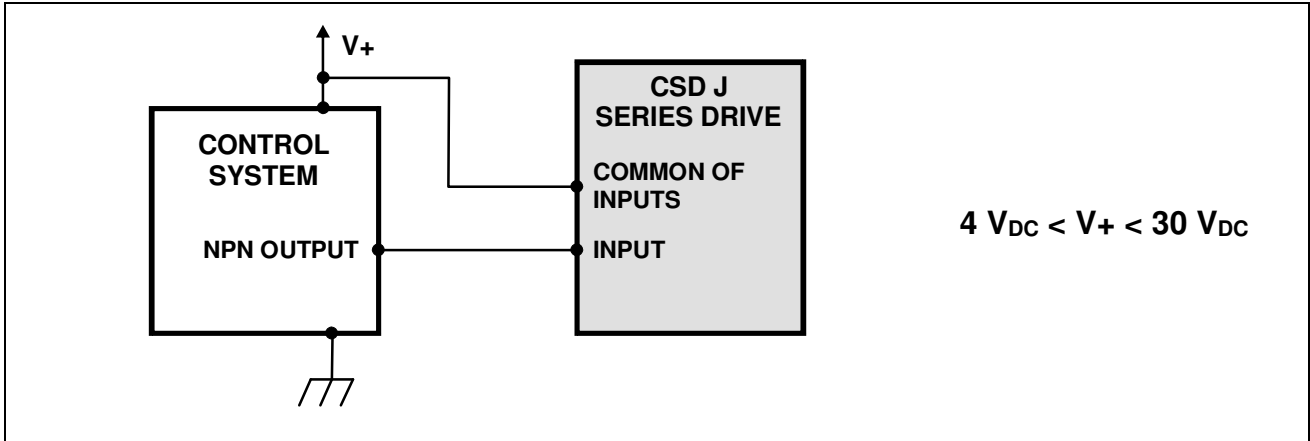 V+
CONTROL
SYSTEM
NPN OUTPUT
CSD J
SERIES DRIVE
COMMON OF
INPUTS
INPUT
4 VDC < V+ < 30 VDC